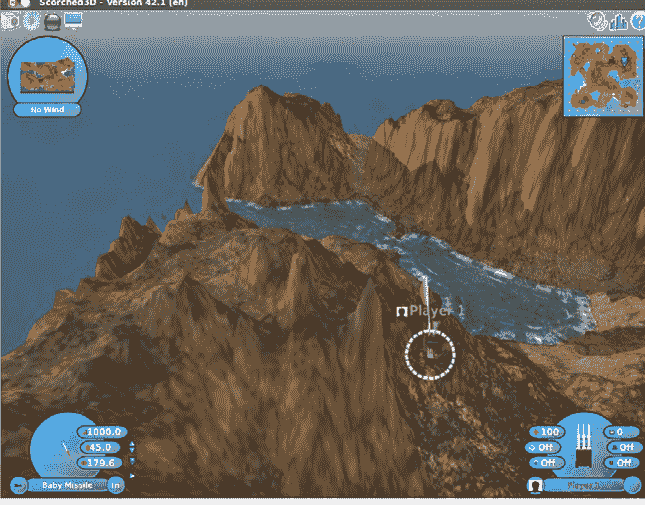 Scorched3D - Version 42.1 (en)
No Wind
Player 1
1000.0
45.0
179.6
Baby Missile
In
100
0
Off
Off
Off
Off